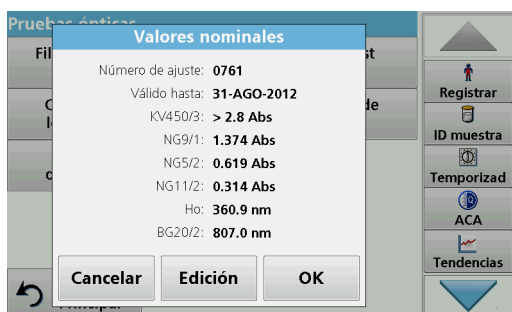 Pruebas ópticas
Valores nominales
Número de ajuste: 0761
Válido hasta: 31-AGO-2012
KV450/3: > 2.8 Abs
NG9/1: 1.374 Abs
NG5/2: 0.619 Abs
NG11/2: 0.314 Abs
Ho: 360.9 nm
BG20/2: 807.0 nm
Cancelar
Edición
OK
Principal
Registrar
ID muestra
Temporizad
ACA
Tendencias